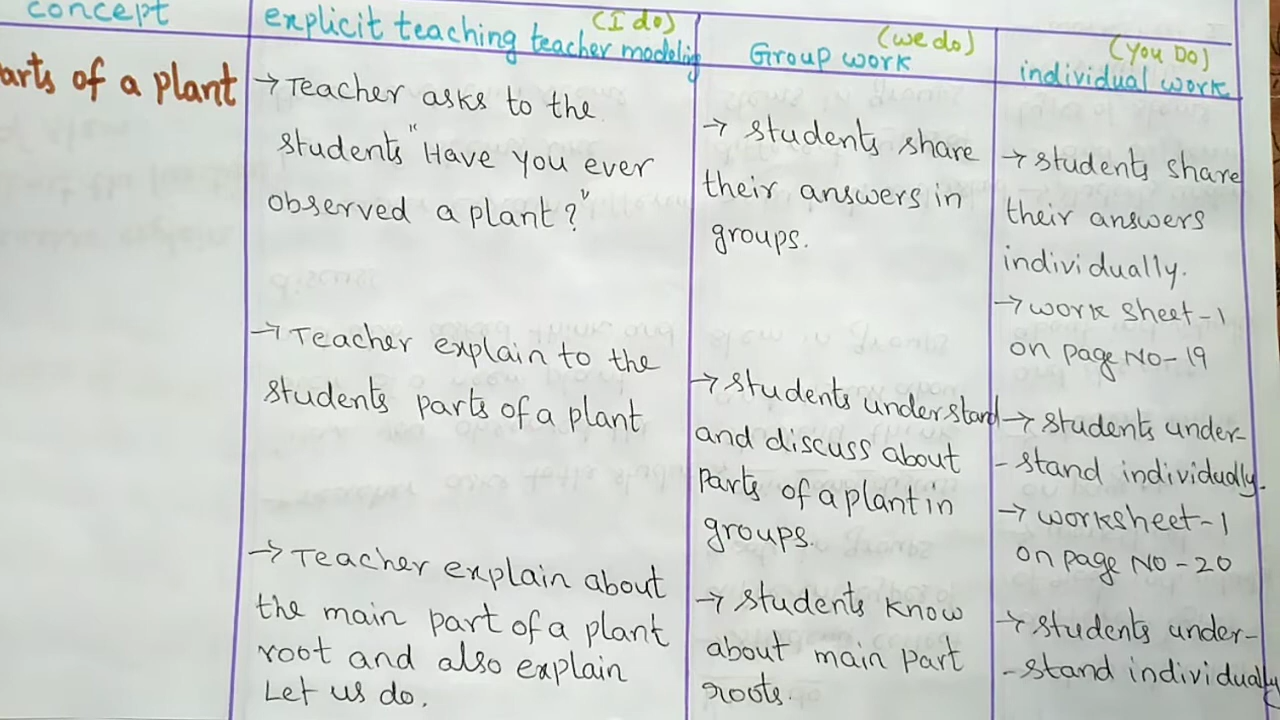 concept
explicit teaching teacher modeling (I do)
Group work (we do)
individual work (You Do)
arts of a plant
→ Teacher asks to the
students "Have you ever
observed a plant?"
→ Teacher explain to the
students parts of a plant
→ Teacher explain about
the main part of a plant
root and also explain
Let us do.
→ students share
their answers in
groups.
→ students understand
and discuss about
parts of a plant in
groups.
→ students know
about main part
roots.
→ students share
their answers
individually.
→ work sheet-1
on page No-19
→ students under-
-stand individually.
→ worksheet-1
on page No-20
→ students under-
-stand individually